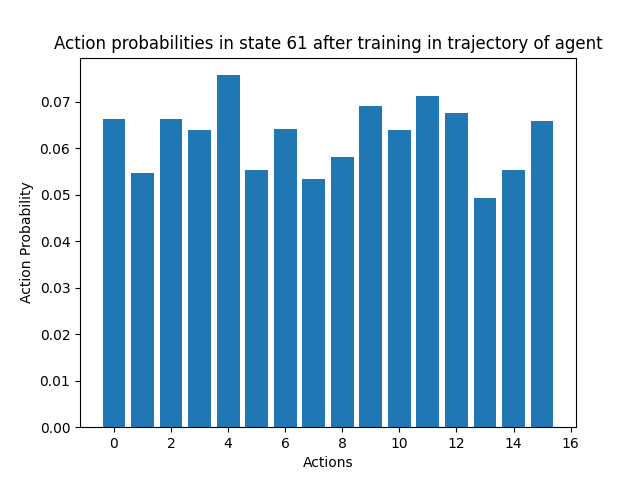 Action probabilities in state 61 after training in trajectory of agent
0.07
0.06
0.05
0.04
0.03
0.02
0.01
0.00
Action Probability
0 2 4 6 8 10 12 14 16
Actions